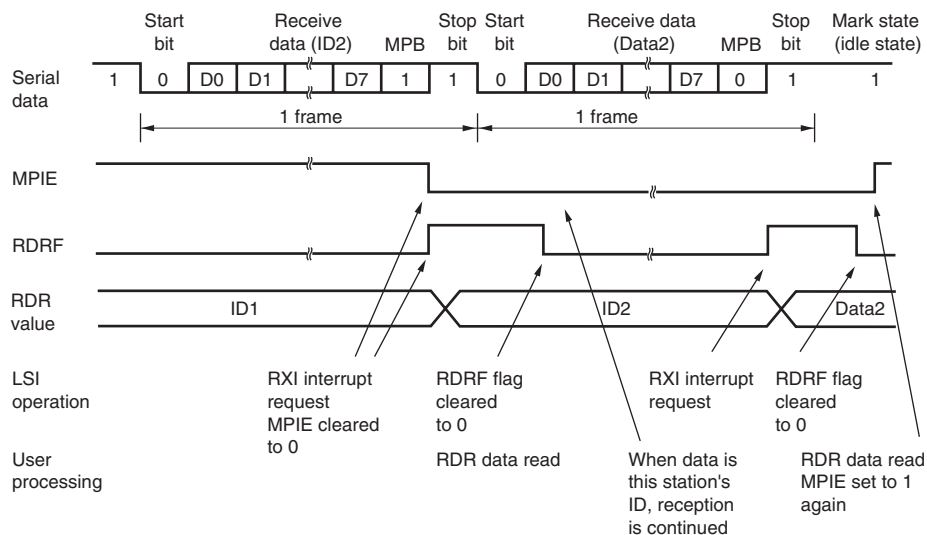 Start bit
Receive data (ID2)
MPB
Stop bit
Start bit
Receive data (Data2)
MPB
Stop bit
Mark state (idle state)
Serial data
1 0 D0 D1 D7 1 1 0 D0 D1 D7 0 1 1
1 frame
1 frame
MPIE
RDRF
RDR value
ID1
ID2
Data2
LSI operation
RXI interrupt
request
MPIE cleared
to 0
RDRF flag
cleared
to 0
RXI interrupt
request
RDRF flag
cleared
to 0
User processing
RDR data read
When data is
this station's
ID, reception
is continued
RDR data read
MPIE set to 1
again